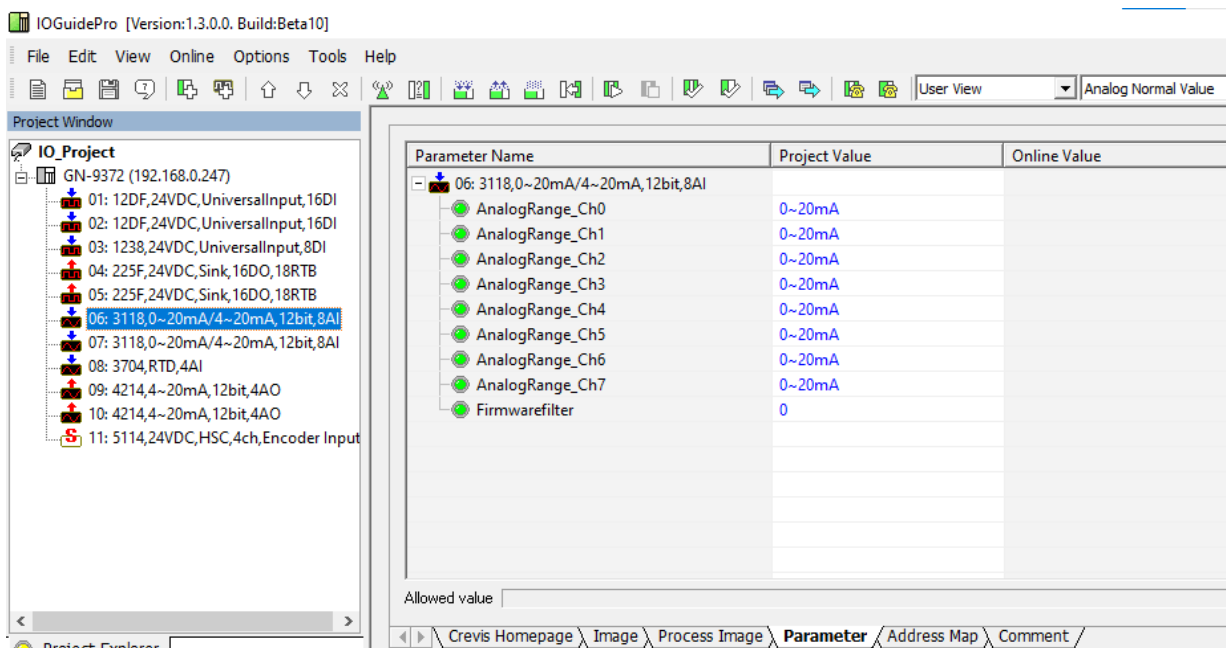 IOGuidePro [Version:1.3.0.0. Build:Beta10]
File Edit View Online Options Tools Help
User View
Analog Normal Value
Project Window
IO_Project
GN-9372 (192.168.0.247)
01: 12DF,24VDC,UniversalInput,16DI
02: 12DF,24VDC,UniversalInput,16DI
03: 1238,24VDC,UniversalInput,8DI
04: 225F,24VDC,Sink,16DO,18RTB
05: 225F,24VDC,Sink,16DO,18RTB
06: 3118,0~20mA/4~20mA,12bit,8AI
07: 3118,0~20mA/4~20mA,12bit,8AI
08: 3704,RTD,4AI
09: 4214,4~20mA,12bit,4AO
10: 4214,4~20mA,12bit,4AO
11: 5114,24VDC,HSC,4ch,Encoder Input
Project Explorer
Parameter Name Project Value Online Value
06: 3118,0~20mA/4~20mA,12bit,8AI
AnalogRange_Ch0 0~20mA
AnalogRange_Ch1 0~20mA
AnalogRange_Ch2 0~20mA
AnalogRange_Ch3 0~20mA
AnalogRange_Ch4 0~20mA
AnalogRange_Ch5 0~20mA
AnalogRange_Ch6 0~20mA
AnalogRange_Ch7 0~20mA
Firmwarefilter 0
Allowed value
Crevis Homepage Image Process Image Parameter Address Map Comment